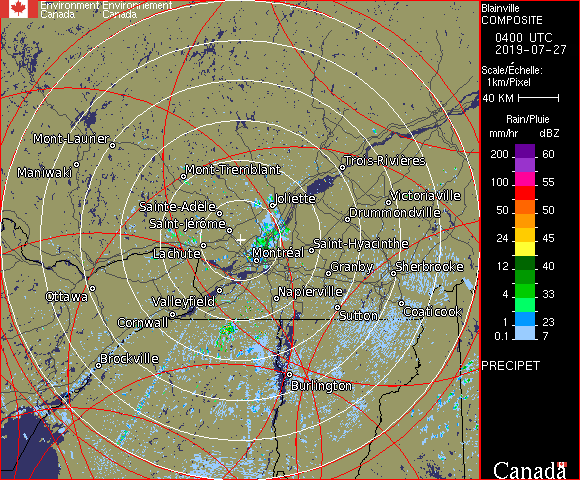 Environment Environnement
Canada Canada
Blainville
COMPOSITE
0400 UTC
2019-07-27
Scale/Échelle:
1km/Pixel
40 KM
Rain/Pluie
mm/hr dBZ
200 60
100 55
50 50
24 45
12 40
4 33
1 23
0.1 7
PRECIPET
Canada
Mont-Laurier
Maniwaki
Mont-Tremblant
Trois-Rivières
Joliette
Victoriaville
Sainte-Adèle
Drummondville
Saint-Jérôme
Saint-Hyacinthe
Lachute
Montréal
Granby
Sherbrooke
Ottawa
Valleyfield
Napierville
Cornwall
Sutton
Coaticook
Brockville
Burlington